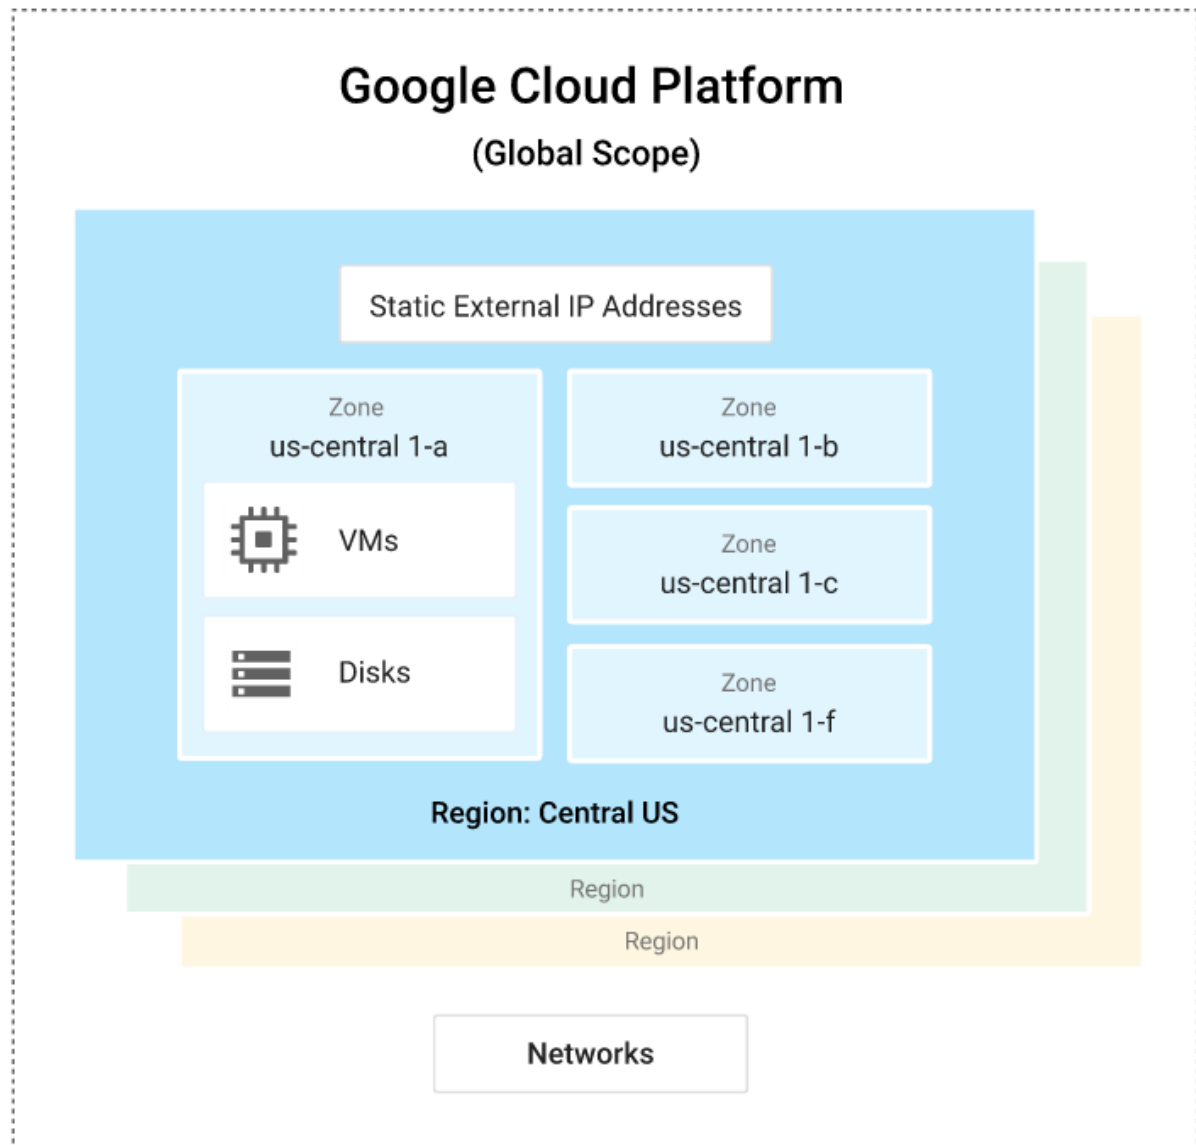 Google Cloud Platform
(Global Scope)
Static External IP Addresses
Zone
us-central 1-a
VMs
Disks
Zone
us-central 1-b
Zone
us-central 1-c
Zone
us-central 1-f
Region: Central US
Region
Region
Networks